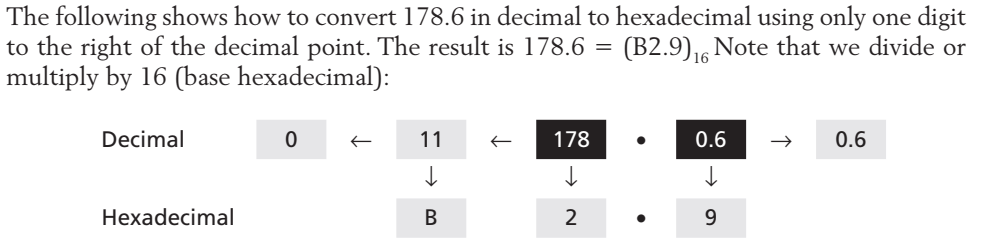 The following shows how to convert 178.6 in decimal to hexadecimal using only one digit
to the right of the decimal point. The result is 178.6 = (B2.9)₁₆ Note that we divide or
multiply by 16 (base hexadecimal):
Decimal 0 ← 11 ← 178 • 0.6 → 0.6
↓ ↓ ↓
Hexadecimal B 2 • 9